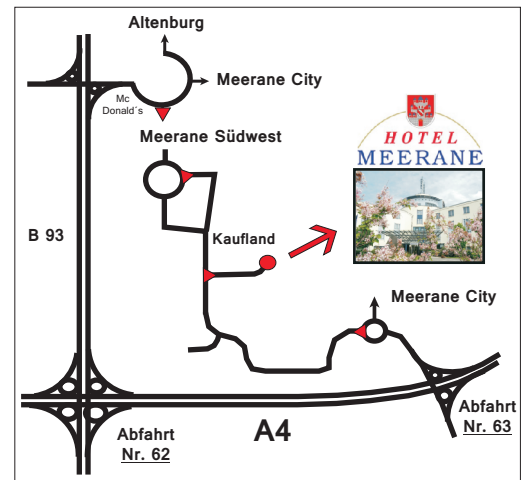 Altenburg
Meerane City
Mc
Donald´s
Meerane Südwest
HOTEL
MEERANE
B 93
Kaufland
Meerane City
A4
Abfahrt
Nr. 62
Abfahrt
Nr. 63